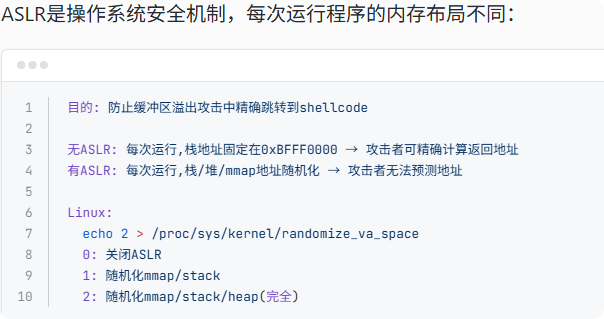 ASLR是操作系统安全机制，每次运行程序的内存布局不同：
1 目的: 防止缓冲区溢出攻击中精确跳转到shellcode
2
3 无ASLR: 每次运行,栈地址固定在0xBFFF0000 → 攻击者可精确计算返回地址
4 有ASLR: 每次运行,栈/堆/mmap地址随机化 → 攻击者无法预测地址
5
6 Linux:
7 echo 2 > /proc/sys/kernel/randomize_va_space
8 0: 关闭ASLR
9 1: 随机化mmap/stack
10 2: 随机化mmap/stack/heap(完全)